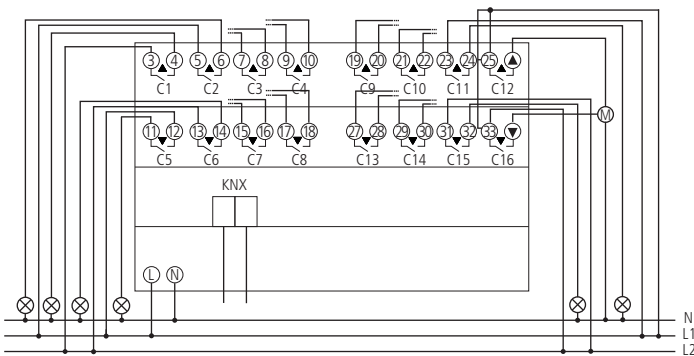 3 4 5 6 7 8 9 10 19 20 21 22 23 24 25
C1 C2 C3 C4 C9 C10 C11 C12
M
11 12 13 14 15 16 17 18 27 28 29 30 31 32 33
C5 C6 C7 C8 C13 C14 C15 C16
KNX
L N
N
L1
L2